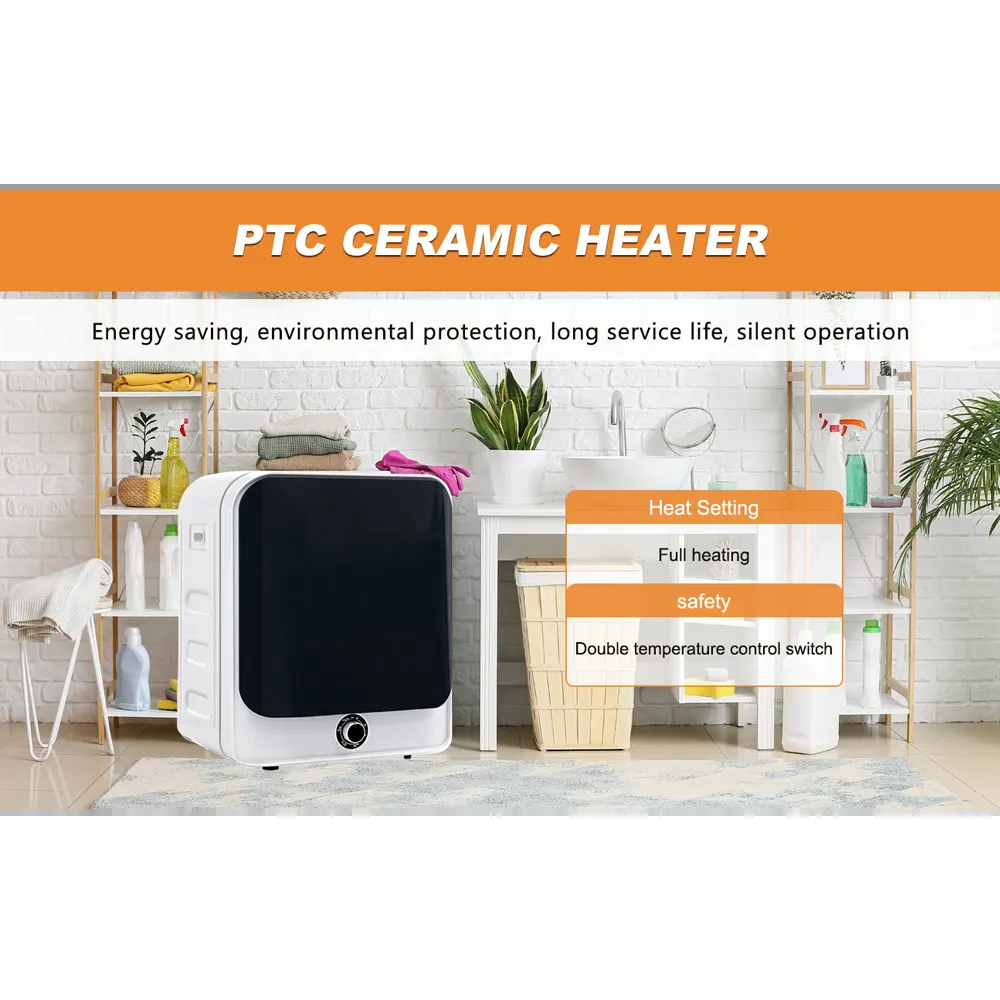 PTC CERAMIC HEATER
Energy saving, environmental protection, long service life, silent operation
Heat Setting
Full heating
safety
Double temperature control switch